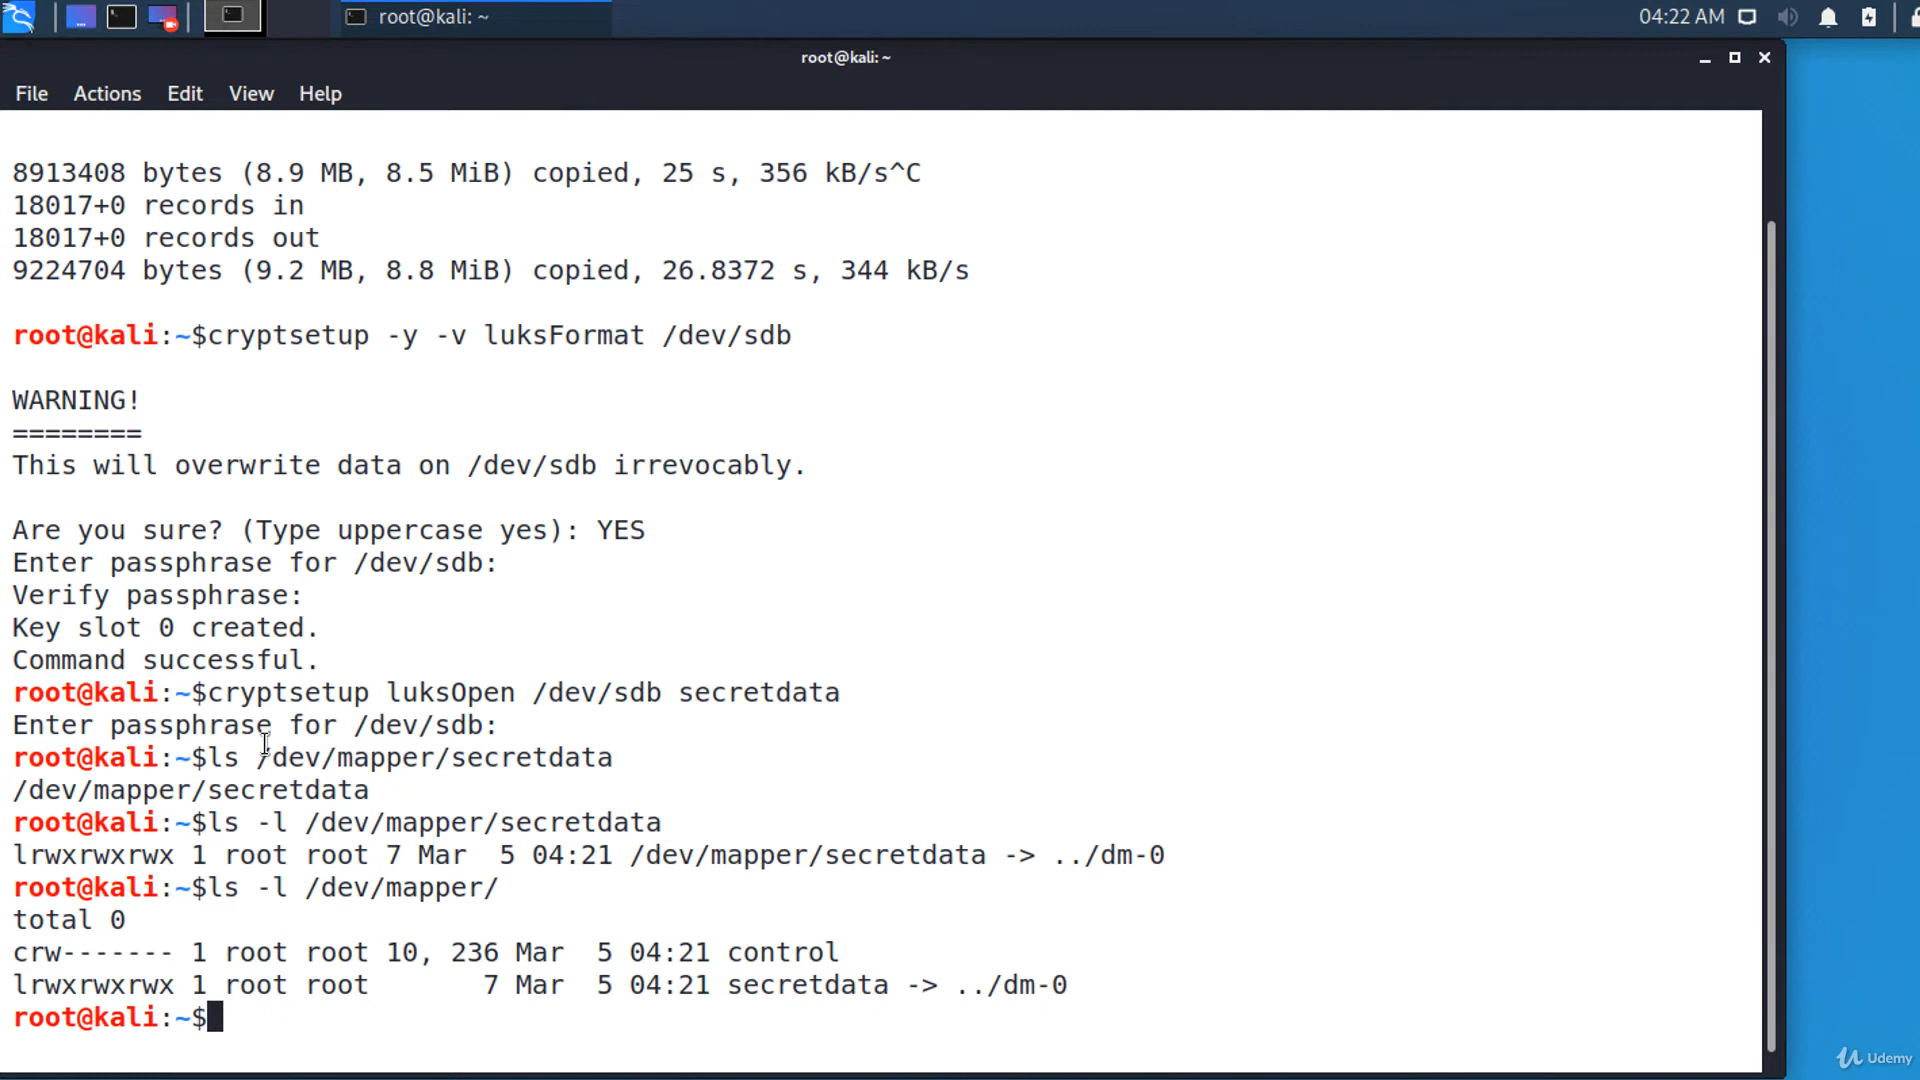 root@kali: ~
04:22 AM
root@kali: ~
File Actions Edit View Help
8913408 bytes (8.9 MB, 8.5 MiB) copied, 25 s, 356 kB/s^C
18017+0 records in
18017+0 records out
9224704 bytes (9.2 MB, 8.8 MiB) copied, 26.8372 s, 344 kB/s
root@kali:~$cryptsetup -y -v luksFormat /dev/sdb
WARNING!
========
This will overwrite data on /dev/sdb irrevocably.
Are you sure? (Type uppercase yes): YES
Enter passphrase for /dev/sdb:
Verify passphrase:
Key slot 0 created.
Command successful.
root@kali:~$cryptsetup luksOpen /dev/sdb secretdata
Enter passphrase for /dev/sdb:
root@kali:~$ls /dev/mapper/secretdata
/dev/mapper/secretdata
root@kali:~$ls -l /dev/mapper/secretdata
lrwxrwxrwx 1 root root 7 Mar  5 04:21 /dev/mapper/secretdata -> ../dm-0
root@kali:~$ls -l /dev/mapper/
total 0
crw------- 1 root root 10, 236 Mar  5 04:21 control
lrwxrwxrwx 1 root root       7 Mar  5 04:21 secretdata -> ../dm-0
root@kali:~$
Udemy